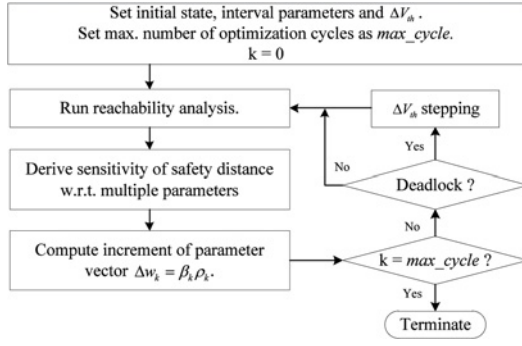 Set initial state, interval parameters and ΔV_th .
Set max. number of optimization cycles as max_cycle.
k = 0
Run reachability analysis.
ΔV_th stepping
Yes
No
Deadlock ?
Derive sensitivity of safety distance
w.r.t. multiple parameters
No
Compute increment of parameter
vector Δw_k = β_k ρ_k.
k = max_cycle ?
Yes
Terminate